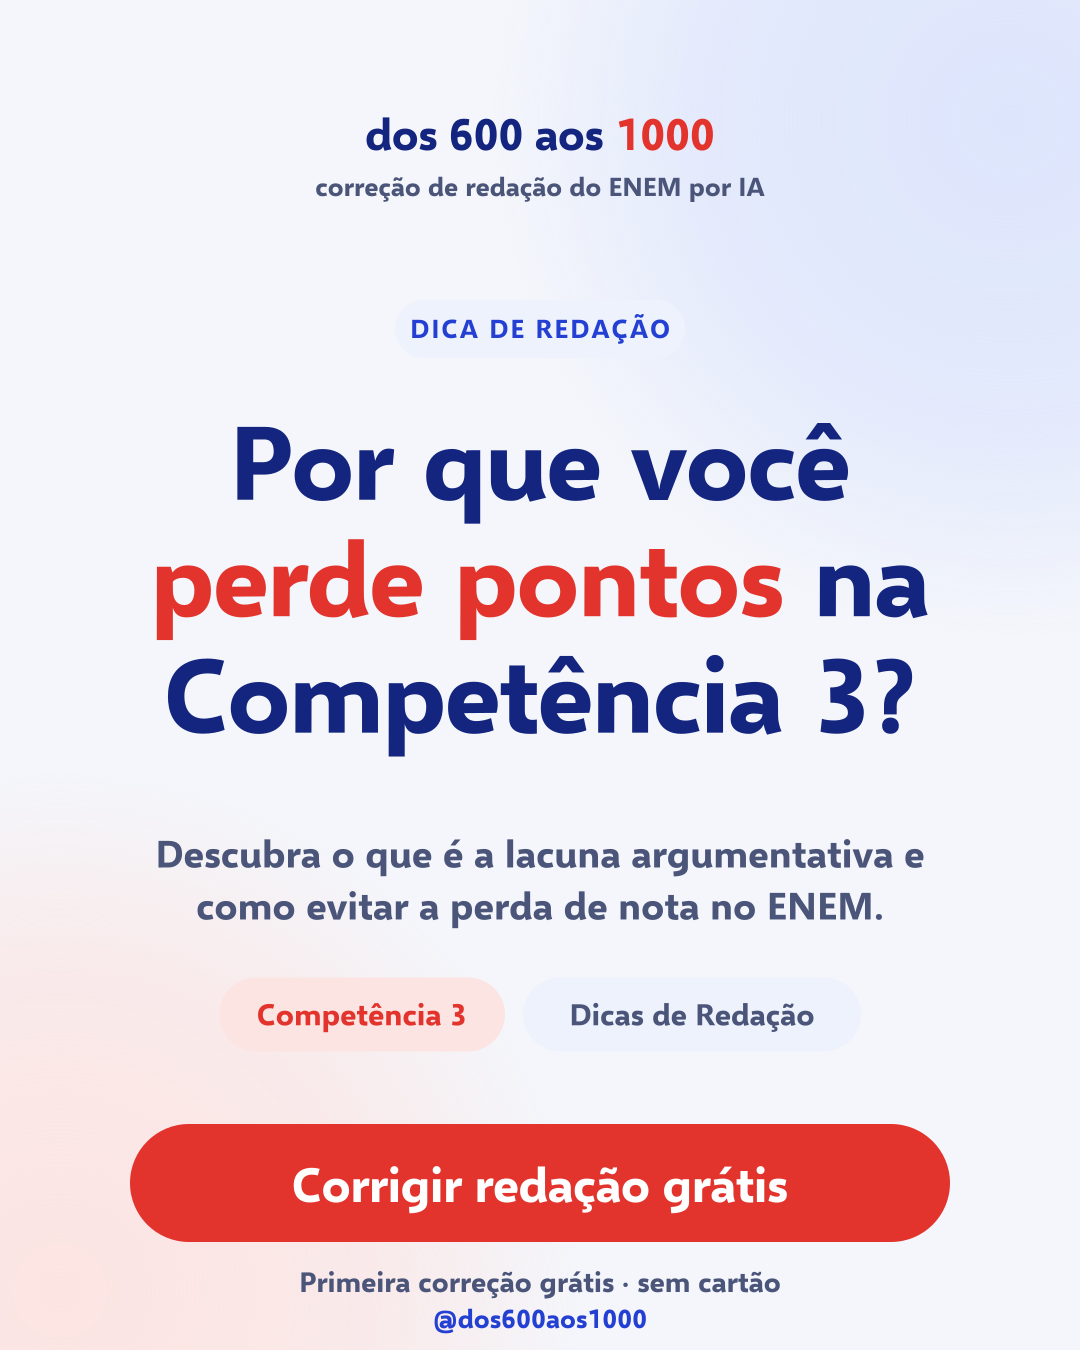 dos 600 aos 1000
correção de redação do ENEM por IA
DICA DE REDAÇÃO
Por que você
perde pontos na
Competência 3?
Descubra o que é a lacuna argumentativa e
como evitar a perda de nota no ENEM.
Competência 3
Dicas de Redação
Corrigir redação grátis
Primeira correção grátis · sem cartão
@dos600aos1000